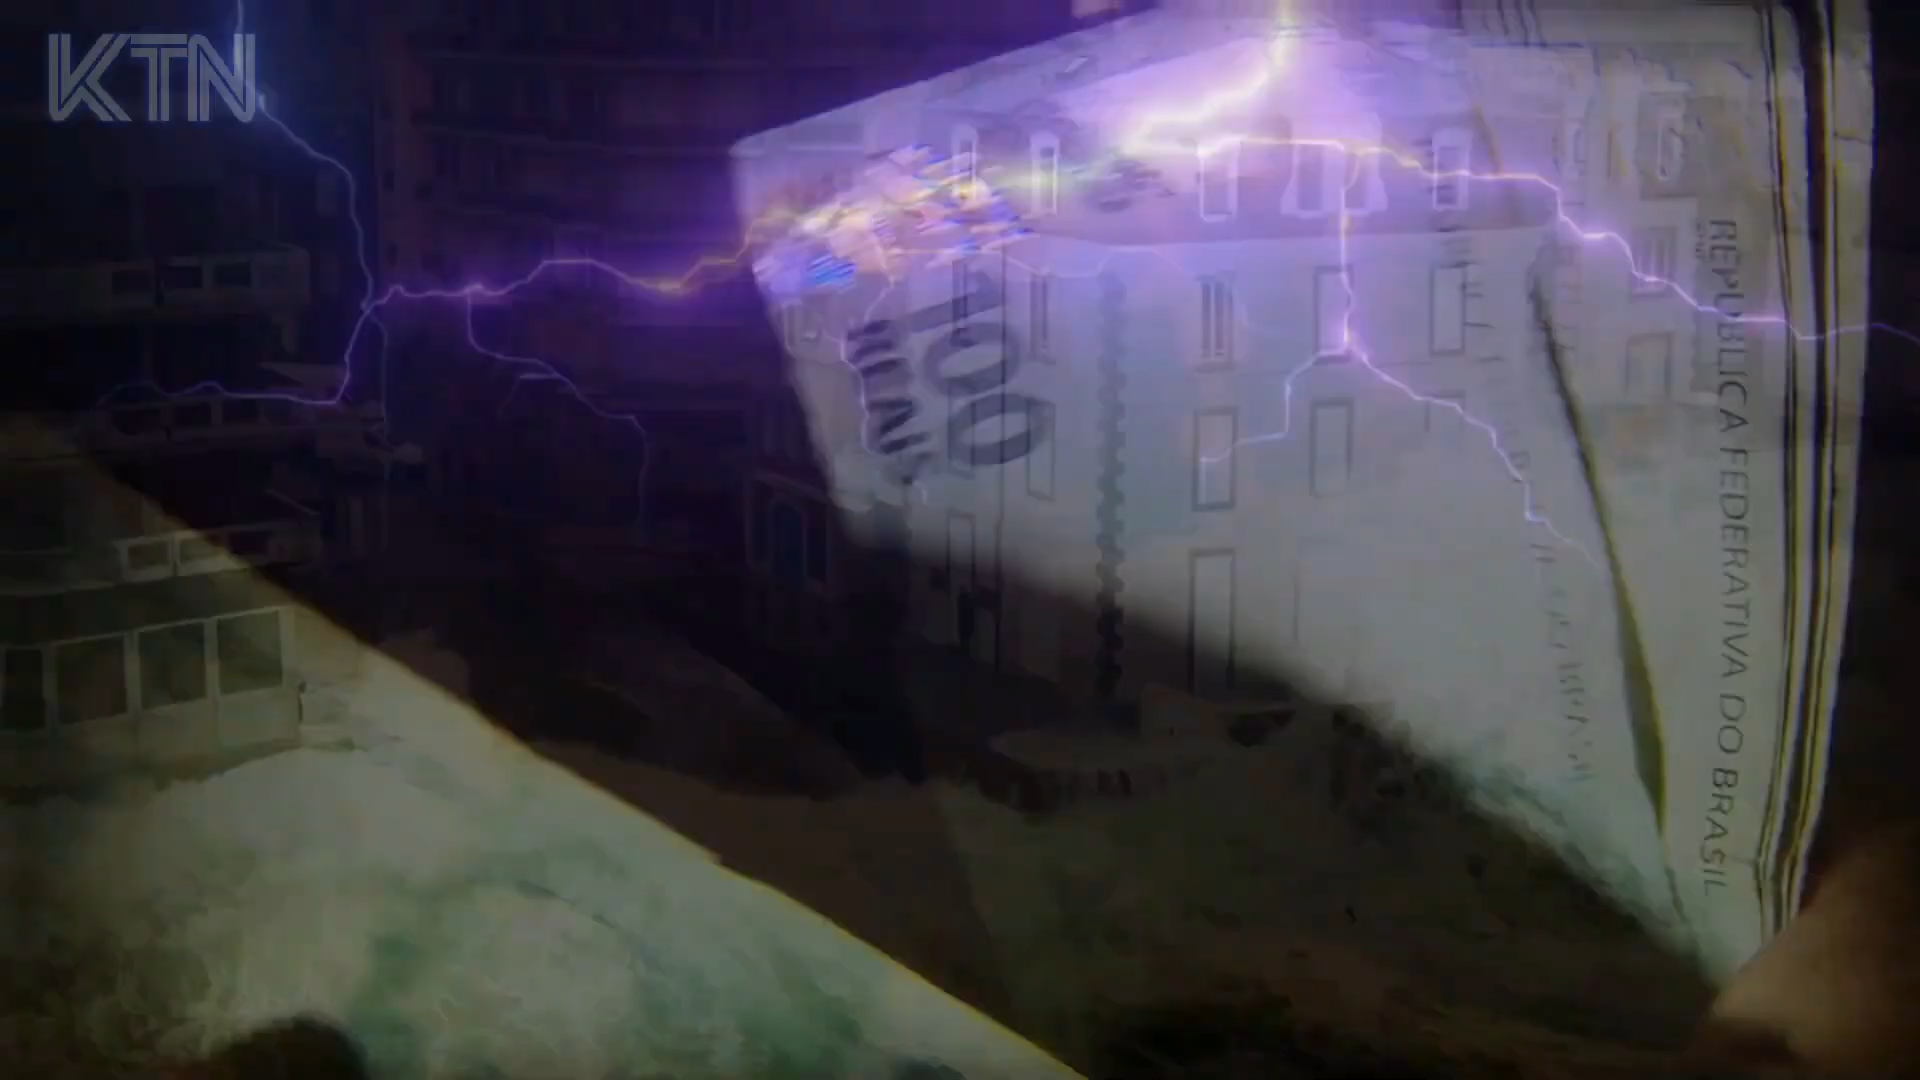 KTN
100
REAIS
REPÚBLICA FEDERATIVA DO BRASIL